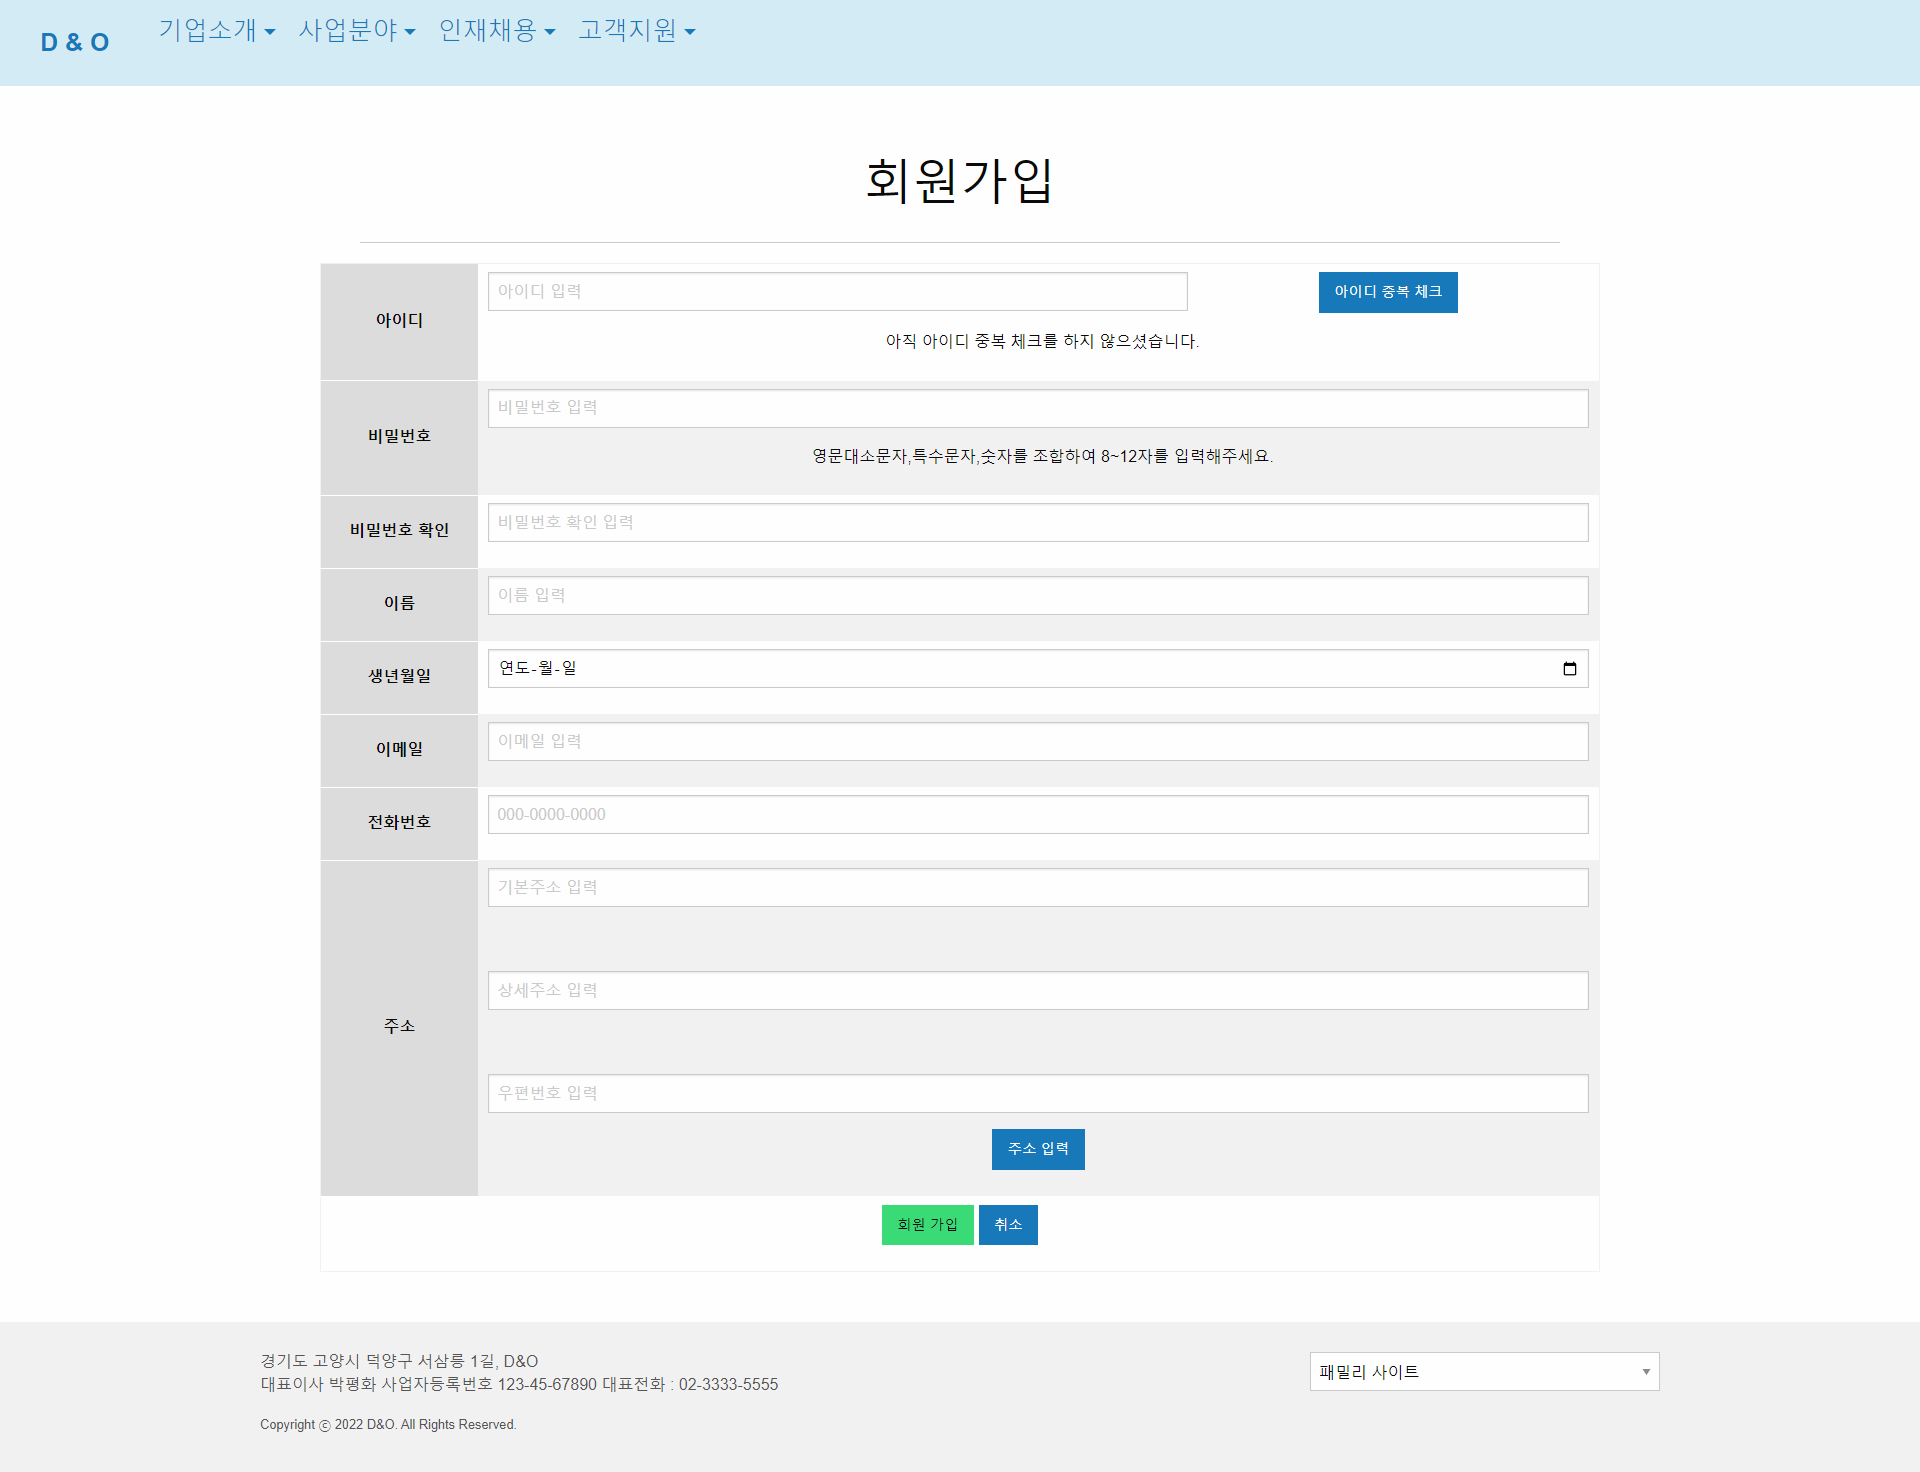 D & O 기업소개 사업분야 인재채용 고객지원
회원가입
아이디 아이디 입력 아이디 중복 체크
아직 아이디 중복 체크를 하지 않으셨습니다.
비밀번호 비밀번호 입력
영문대소문자,특수문자,숫자를 조합하여 8~12자를 입력해주세요.
비밀번호 확인 비밀번호 확인 입력
이름 이름 입력
생년월일 연도-월-일
이메일 이메일 입력
전화번호 000-0000-0000
주소 기본주소 입력
상세주소 입력
우편번호 입력
주소 입력
회원 가입 취소
경기도 고양시 덕양구 서삼릉 1길, D&O
대표이사 박평화 사업자등록번호 123-45-67890 대표전화 : 02-3333-5555
Copyright ⓒ 2022 D&O. All Rights Reserved.
패밀리 사이트